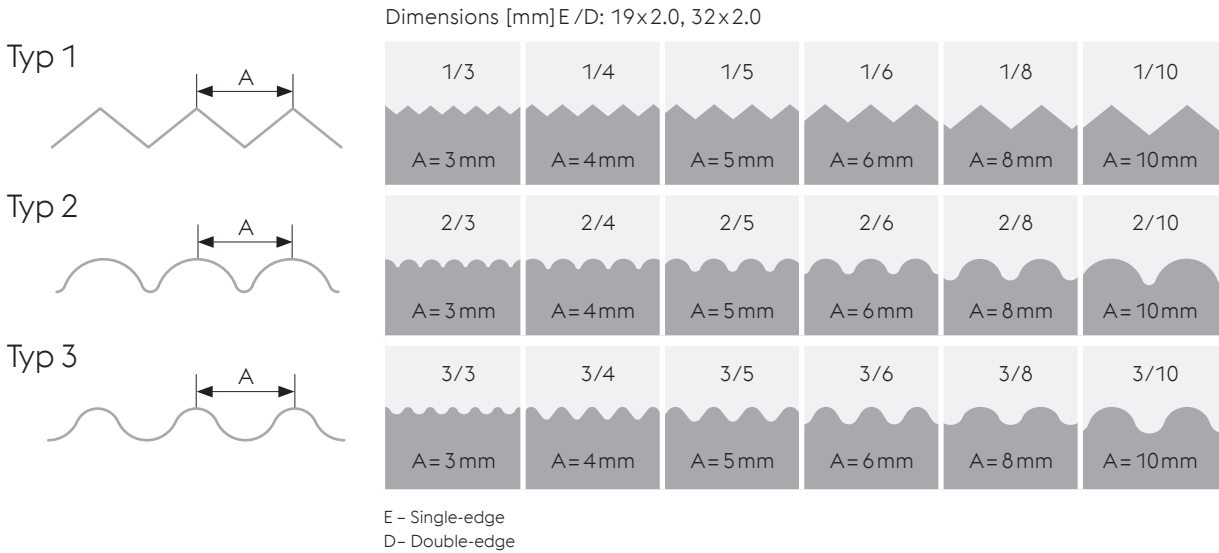 Dimensions [mm] E/D: 19x2.0, 32x2.0
Typ 1
A
1/3 1/4 1/5 1/6 1/8 1/10
A=3mm A=4mm A=5mm A=6mm A=8mm A=10mm
Typ 2
A
2/3 2/4 2/5 2/6 2/8 2/10
A=3mm A=4mm A=5mm A=6mm A=8mm A=10mm
Typ 3
A
3/3 3/4 3/5 3/6 3/8 3/10
A=3mm A=4mm A=5mm A=6mm A=8mm A=10mm
E – Single-edge
D– Double-edge